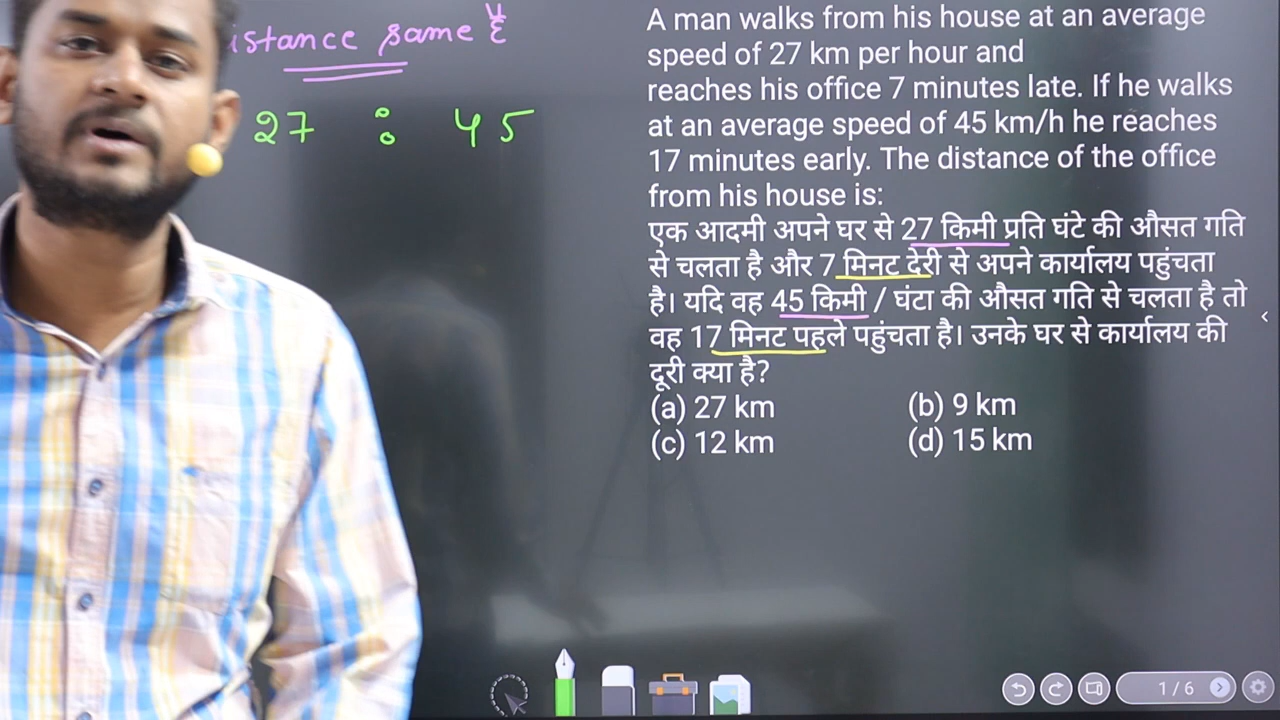 istance same है
27 : 45
A man walks from his house at an average
speed of 27 km per hour and
reaches his office 7 minutes late. If he walks
at an average speed of 45 km/h he reaches
17 minutes early. The distance of the office
from his house is:
एक आदमी अपने घर से 27 किमी प्रति घंटे की औसत गति
से चलता है और 7 मिनट देरी से अपने कार्यालय पहुंचता
है। यदि वह 45 किमी / घंटा की औसत गति से चलता है तो
वह 17 मिनट पहले पहुंचता है। उनके घर से कार्यालय की
दूरी क्या है?
(a) 27 km (b) 9 km
(c) 12 km (d) 15 km
1 / 6